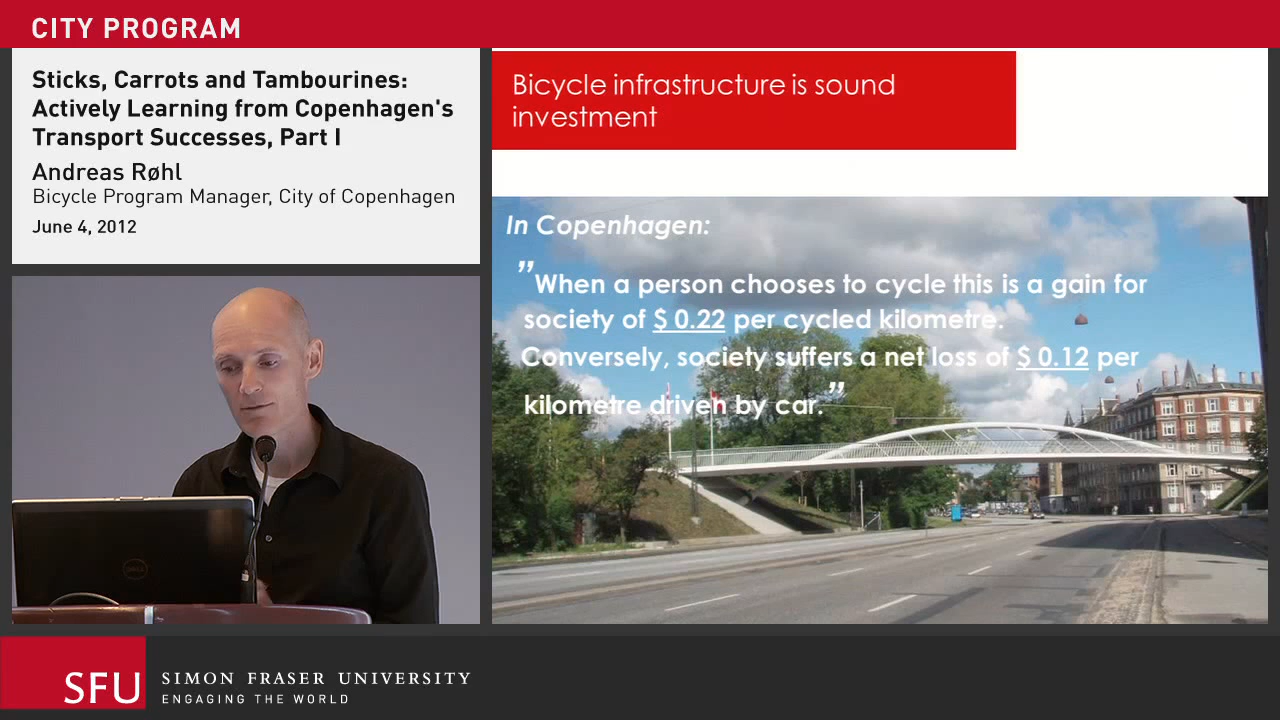 CITY PROGRAM
Sticks, Carrots and Tambourines:
Actively Learning from Copenhagen's
Transport Successes, Part I
Andreas Røhl
Bicycle Program Manager, City of Copenhagen
June 4, 2012
Bicycle infrastructure is sound
investment
In Copenhagen:
”When a person chooses to cycle this is a gain for
society of $ 0.22 per cycled kilometre.
Conversely, society suffers a net loss of $ 0.12 per
kilometre driven by car.”
DELL
SFU
SIMON FRASER UNIVERSITY
ENGAGING THE WORLD